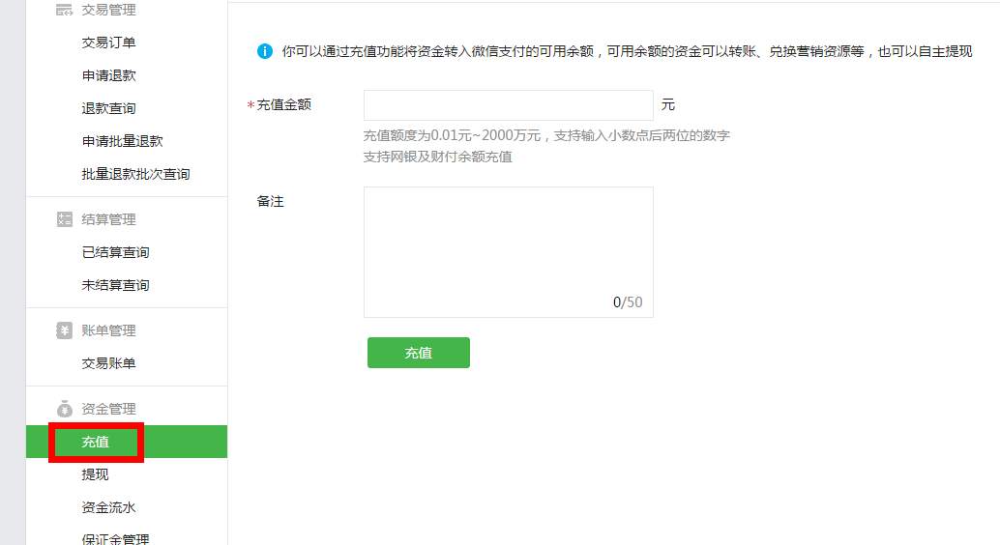 交易管理
交易订单
申请退款
退款查询
申请批量退款
批量退款批次查询
结算管理
已结算查询
未结算查询
账单管理
交易账单
资金管理
充值
提现
资金流水
保证金管理
你可以通过充值功能将资金转入微信支付的可用余额，可用余额的资金可以转账、兑换营销资源等，也可以自主提现
*充值金额 元
充值额度为0.01元~2000万元，支持输入小数点后两位的数字
支持网银及财付余额充值
备注
0/50
充值